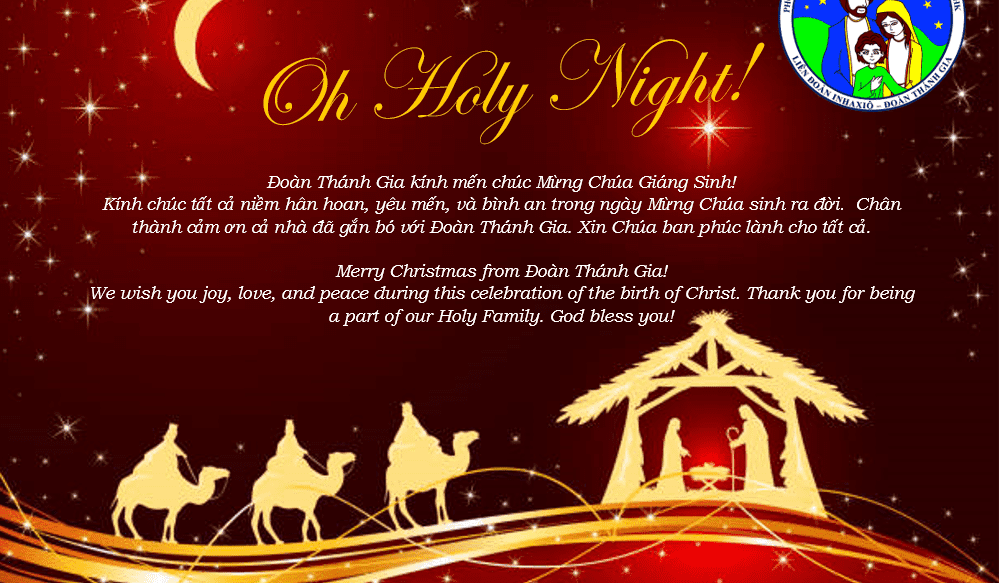 Oh Holy Night!
LIÊN ĐOÀN INHAXIÔ – ĐOÀN THÁNH GIA
Đoàn Thánh Gia kính mến chúc Mừng Chúa Giáng Sinh!
Kính chúc tất cả niềm hân hoan, yêu mến, và bình an trong ngày Mừng Chúa sinh ra đời. Chân
thành cảm ơn cả nhà đã gắn bó với Đoàn Thánh Gia. Xin Chúa ban phúc lành cho tất cả.
Merry Christmas from Đoàn Thánh Gia!
We wish you joy, love, and peace during this celebration of the birth of Christ. Thank you for being
a part of our Holy Family. God bless you!